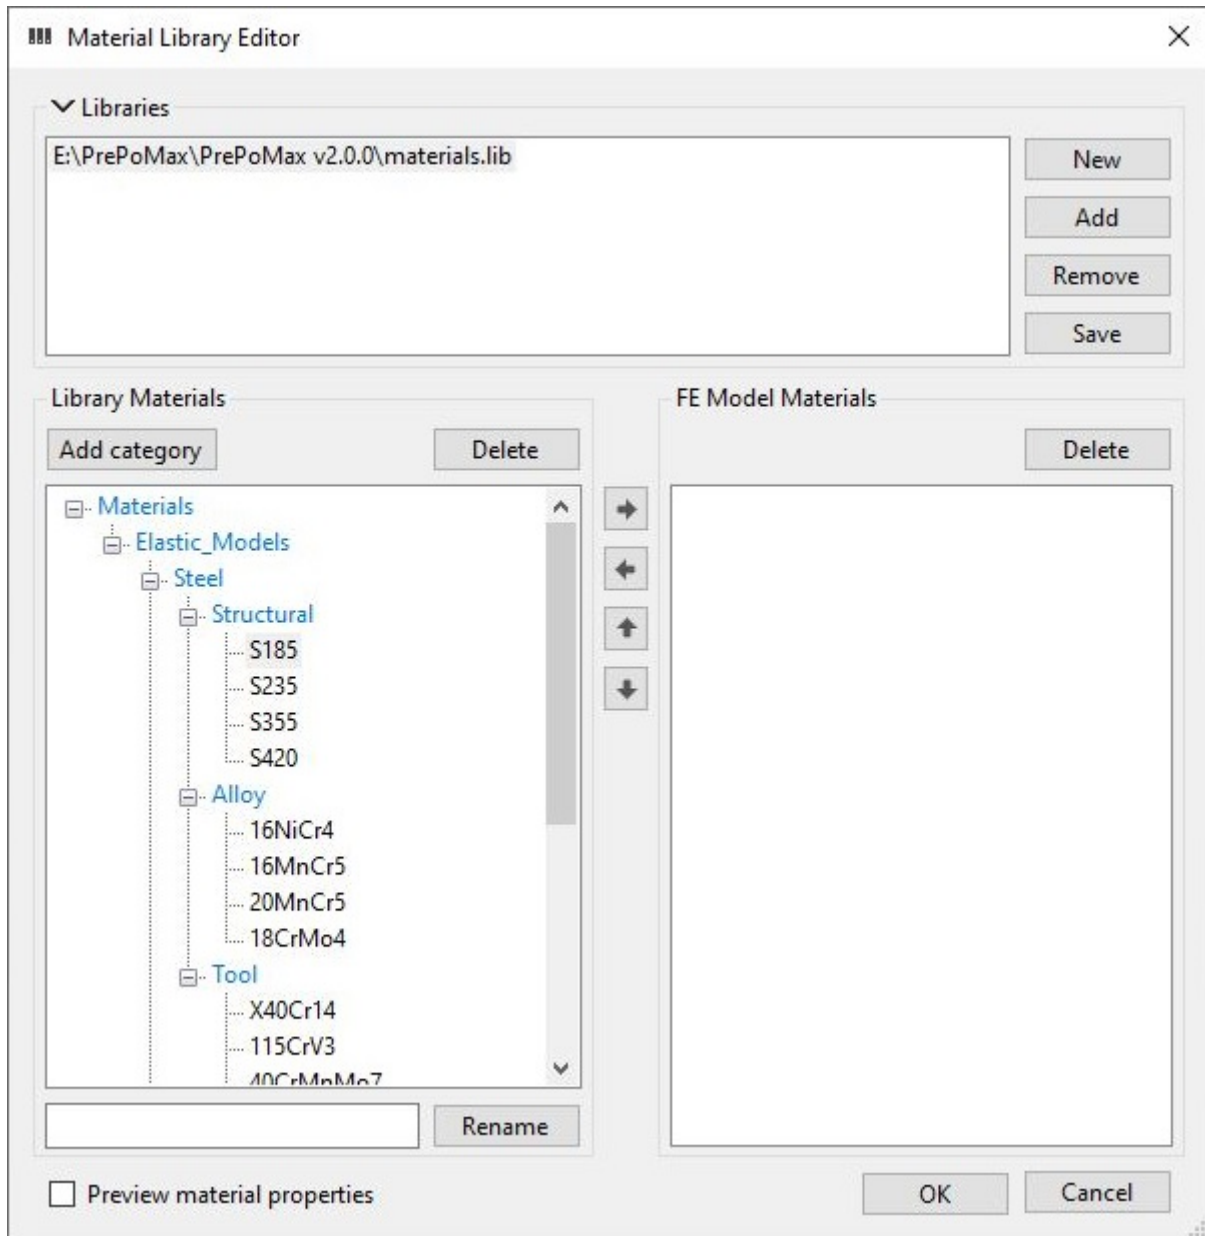 Material Library Editor
Libraries
E:\PrePoMax\PrePoMax v2.0.0\materials.lib
New
Add
Remove
Save
Library Materials
Add category
Delete
Materials
Elastic_Models
Steel
Structural
S185
S235
S355
S420
Alloy
16NiCr4
16MnCr5
20MnCr5
18CrMo4
Tool
X40Cr14
115CrV3
40CrMnMo7
Rename
FE Model Materials
Delete
Preview material properties
OK
Cancel